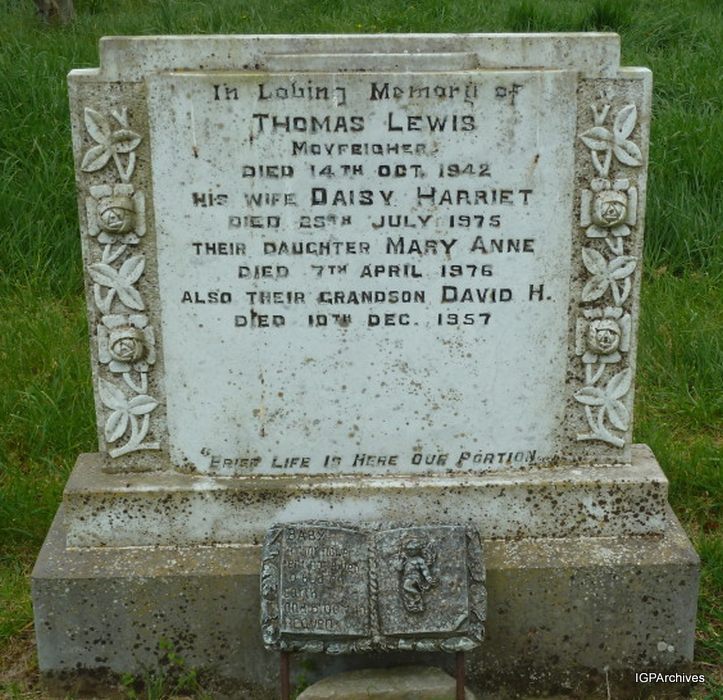 In Loving Memory of
THOMAS LEWIS
MOYFEIGHER
DIED 14TH OCT. 1942
HIS WIFE DAISY HARRIET
DIED 25TH JULY 1975
THEIR DAUGHTER MARY ANNE
DIED 7TH APRIL 1976
ALSO THEIR GRANDSON DAVID H.
DIED 10TH DEC. 1957
"BRIEF LIFE IS HERE OUR PORTION
BABY
IGPArchives